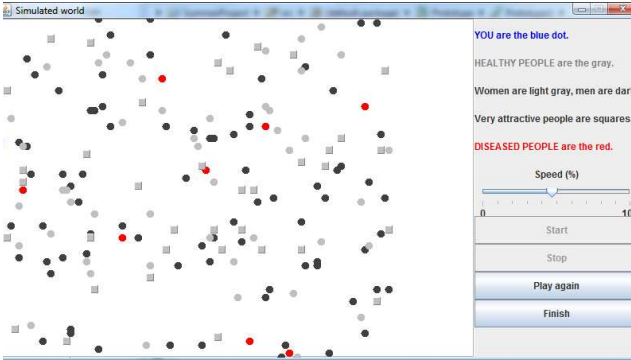 Simulated world
YOU are the blue dot.
HEALTHY PEOPLE are the gray.
Women are light gray, men are dar
Very attractive people are squares
DISEASED PEOPLE are the red.
Speed (%)
0 10
Start
Stop
Play again
Finish